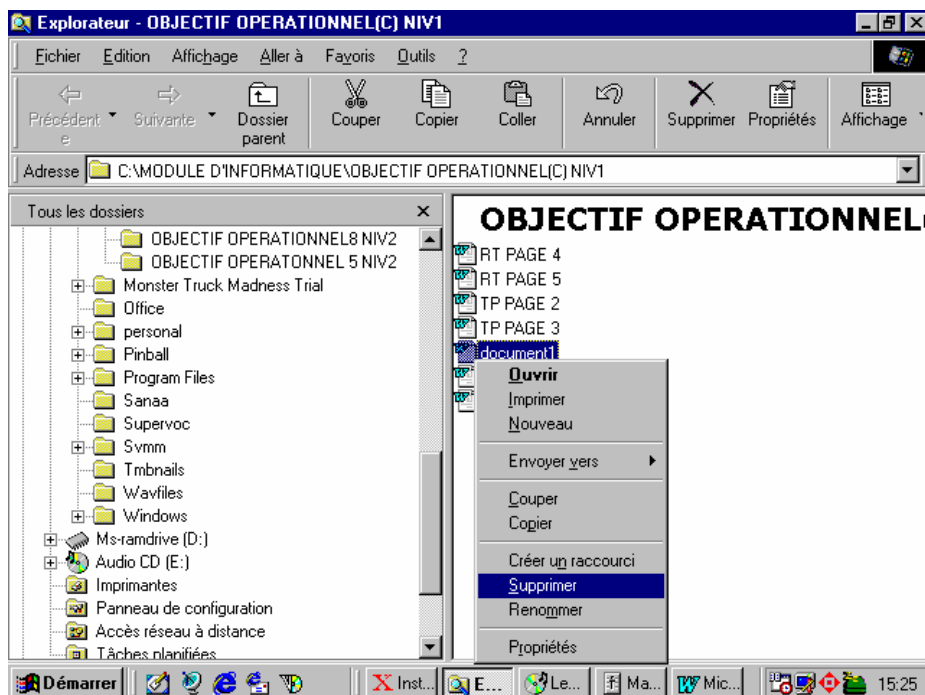 Explorateur - OBJECTIF OPERATIONNEL(C) NIV1
Fichier Edition Affichage Aller à Favoris Outils ?
Précédent Suivante Dossier Couper Copier Coller Annuler Supprimer Propriétés Affichage
e parent
Adresse C:\MODULE D'INFORMATIQUE\OBJECTIF OPERATIONNEL(C) NIV1
Tous les dossiers
OBJECTIF OPERATIONNEL8 NIV2
OBJECTIF OPERATONNEL 5 NIV2
Monster Truck Madness Trial
Office
personal
Pinball
Program Files
Sanaa
Supervoc
Svmm
Tmbnails
Wavfiles
Windows
Ms-ramdrive (D:)
Audio CD (E:)
Imprimantes
Panneau de configuration
Accès réseau à distance
Tâches planifiées
OBJECTIF OPERATIONNEL
RT PAGE 4
RT PAGE 5
TP PAGE 2
TP PAGE 3
document1
Ouvrir
Imprimer
Nouveau
Envoyer vers
Couper
Copier
Créer un raccourci
Supprimer
Renommer
Propriétés
Démarrer X Inst... E... Le... Ma... Mic... 15:25